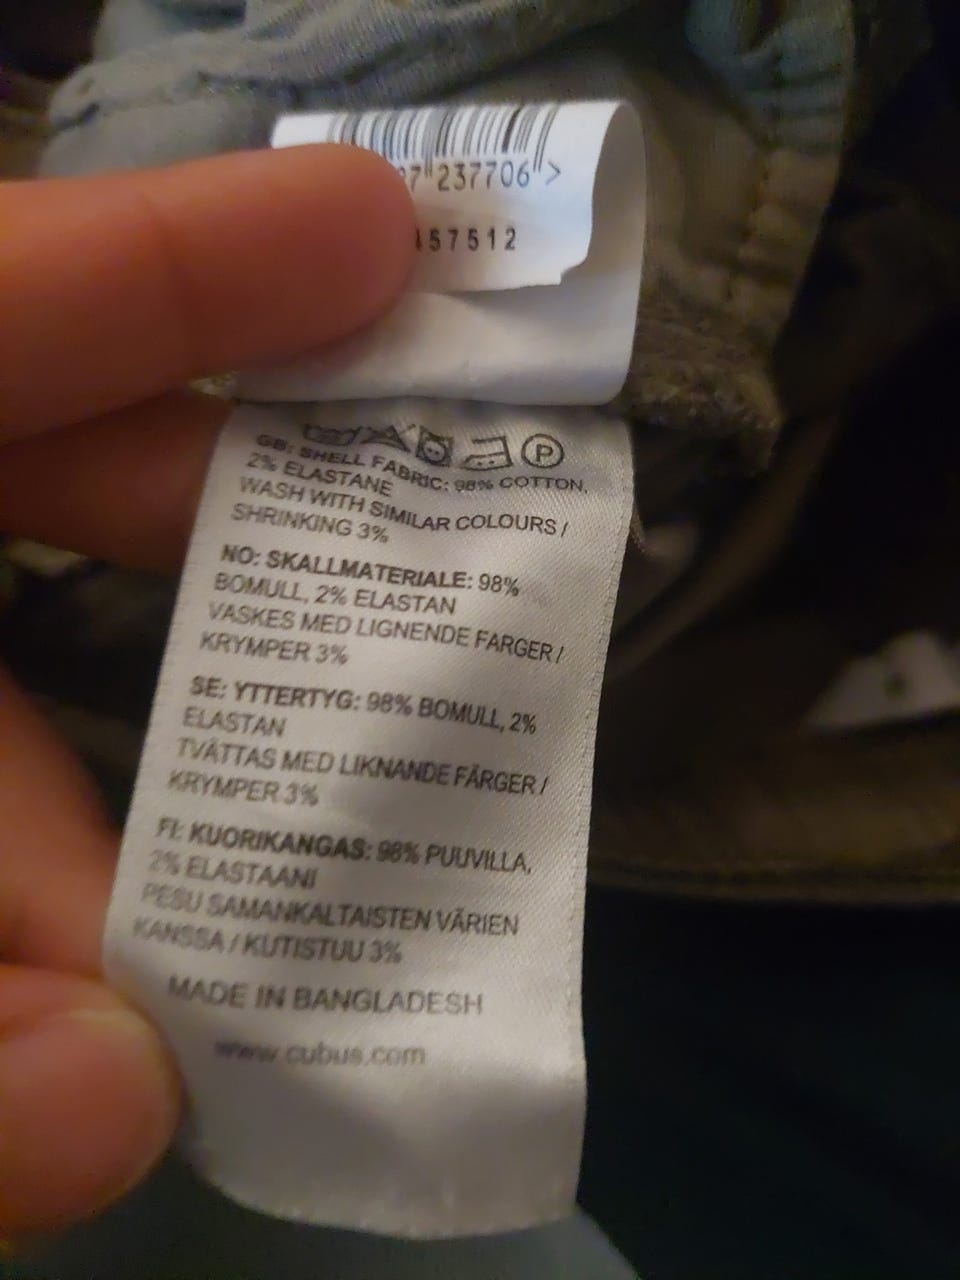 7"237706">
57512
P
GB: SHELL FABRIC: 98% COTTON,
2% ELASTANE
WASH WITH SIMILAR COLOURS /
SHRINKING 3%
NO: SKALLMATERIALE: 98%
BOMULL, 2% ELASTAN
VASKES MED LIGNENDE FARGER /
KRYMPER 3%
SE: YTTERTYG: 98% BOMULL, 2%
ELASTAN
TVÄTTAS MED LIKNANDE FÄRGER /
KRYMPER 3%
FI: KUORIKANGAS: 98% PUUVILLA,
2% ELASTAANI
PESU SAMANKALTAISTEN VÄRIEN
KANSSA / KUTISTUU 3%
MADE IN BANGLADESH
www.cubus.com